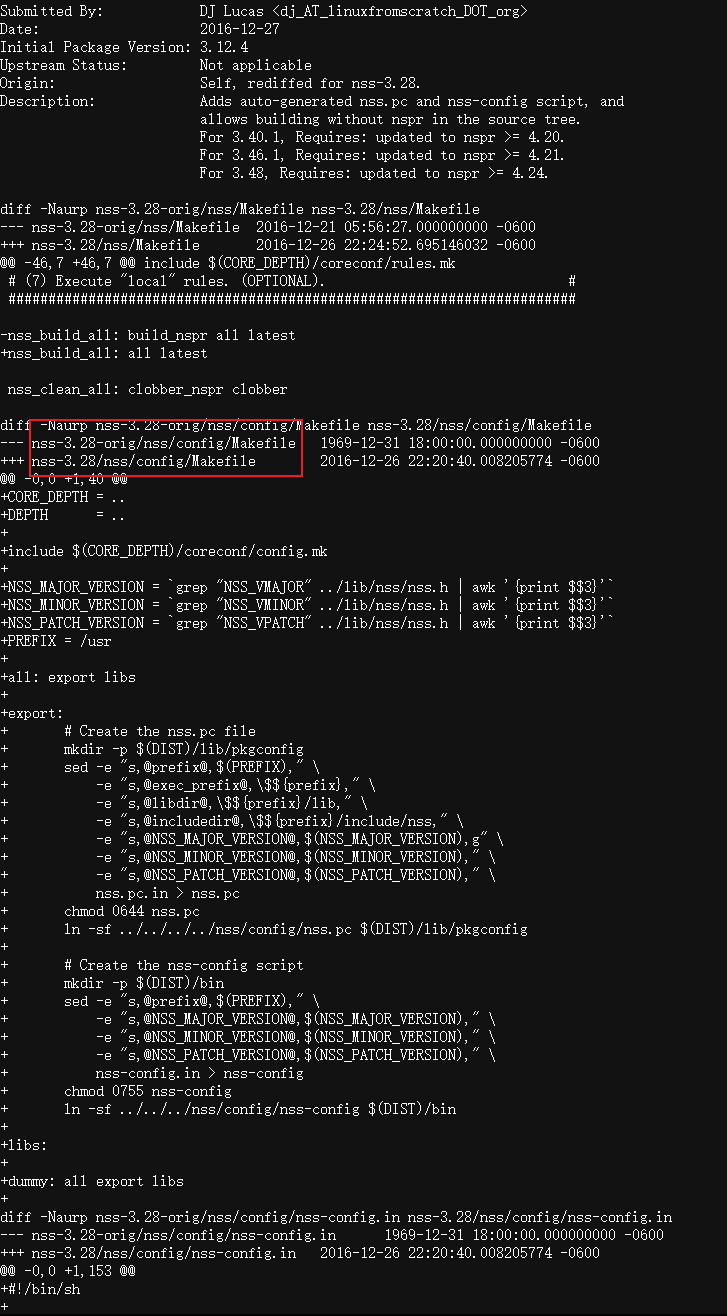 Submitted By:            DJ Lucas <dj_AT_linuxfromscratch_DOT_org>
Date:                    2016-12-27
Initial Package Version: 3.12.4
Upstream Status:         Not applicable
Origin:                  Self, rediffed for nss-3.28.
Description:             Adds auto-generated nss.pc and nss-config script, and
                         allows building without nspr in the source tree.
                         For 3.40.1, Requires: updated to nspr >= 4.20.
                         For 3.46.1, Requires: updated to nspr >= 4.21.
                         For 3.48, Requires: updated to nspr >= 4.24.

diff -Naurp nss-3.28-orig/nss/Makefile nss-3.28/nss/Makefile
--- nss-3.28-orig/nss/Makefile  2016-12-21 05:56:27.000000000 -0600
+++ nss-3.28/nss/Makefile       2016-12-26 22:24:52.695146032 -0600
@@ -46,7 +46,7 @@ include $(CORE_DEPTH)/coreconf/rules.mk
 # (7) Execute "local" rules. (OPTIONAL).                              #
 #######################################################################

-nss_build_all: build_nspr all latest
+nss_build_all: all latest

 nss_clean_all: clobber_nspr clobber

diff -Naurp nss-3.28-orig/nss/config/Makefile nss-3.28/nss/config/Makefile
--- nss-3.28-orig/nss/config/Makefile   1969-12-31 18:00:00.000000000 -0600
+++ nss-3.28/nss/config/Makefile        2016-12-26 22:20:40.008205774 -0600
@@ -0,0 +1,40 @@
+CORE_DEPTH = ..
+DEPTH      = ..
+
+include $(CORE_DEPTH)/coreconf/config.mk
+
+NSS_MAJOR_VERSION = `grep "NSS_VMAJOR" ../lib/nss/nss.h | awk '{print $$3}'`
+NSS_MINOR_VERSION = `grep "NSS_VMINOR" ../lib/nss/nss.h | awk '{print $$3}'`
+NSS_PATCH_VERSION = `grep "NSS_VPATCH" ../lib/nss/nss.h | awk '{print $$3}'`
+PREFIX = /usr
+
+all: export libs
+
+export:
+       # Create the nss.pc file
+       mkdir -p $(DIST)/lib/pkgconfig
+       sed -e "s,@prefix@,$(PREFIX)," \
+           -e "s,@exec_prefix@,\$${prefix}," \
+           -e "s,@libdir@,\$${prefix}/lib," \
+           -e "s,@includedir@,\$${prefix}/include/nss," \
+           -e "s,@NSS_MAJOR_VERSION@,$(NSS_MAJOR_VERSION),g" \
+           -e "s,@NSS_MINOR_VERSION@,$(NSS_MINOR_VERSION)," \
+           -e "s,@NSS_PATCH_VERSION@,$(NSS_PATCH_VERSION)," \
+           nss.pc.in > nss.pc
+       chmod 0644 nss.pc
+       ln -sf ../../../../nss/config/nss.pc $(DIST)/lib/pkgconfig
+
+       # Create the nss-config script
+       mkdir -p $(DIST)/bin
+       sed -e "s,@prefix@,$(PREFIX)," \
+           -e "s,@NSS_MAJOR_VERSION@,$(NSS_MAJOR_VERSION)," \
+           -e "s,@NSS_MINOR_VERSION@,$(NSS_MINOR_VERSION)," \
+           -e "s,@NSS_PATCH_VERSION@,$(NSS_PATCH_VERSION)," \
+           nss-config.in > nss-config
+       chmod 0755 nss-config
+       ln -sf ../../../nss/config/nss-config $(DIST)/bin
+
+libs:
+
+dummy: all export libs
+
diff -Naurp nss-3.28-orig/nss/config/nss-config.in nss-3.28/nss/config/nss-config.in
--- nss-3.28-orig/nss/config/nss-config.in      1969-12-31 18:00:00.000000000 -0600
+++ nss-3.28/nss/config/nss-config.in   2016-12-26 22:20:40.008205774 -0600
@@ -0,0 +1,153 @@
+#!/bin/sh
+